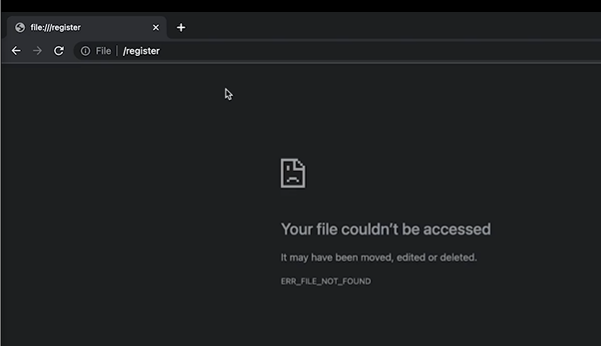 file:///register
File | /register
Your file couldn’t be accessed
It may have been moved, edited or deleted.
ERR_FILE_NOT_FOUND